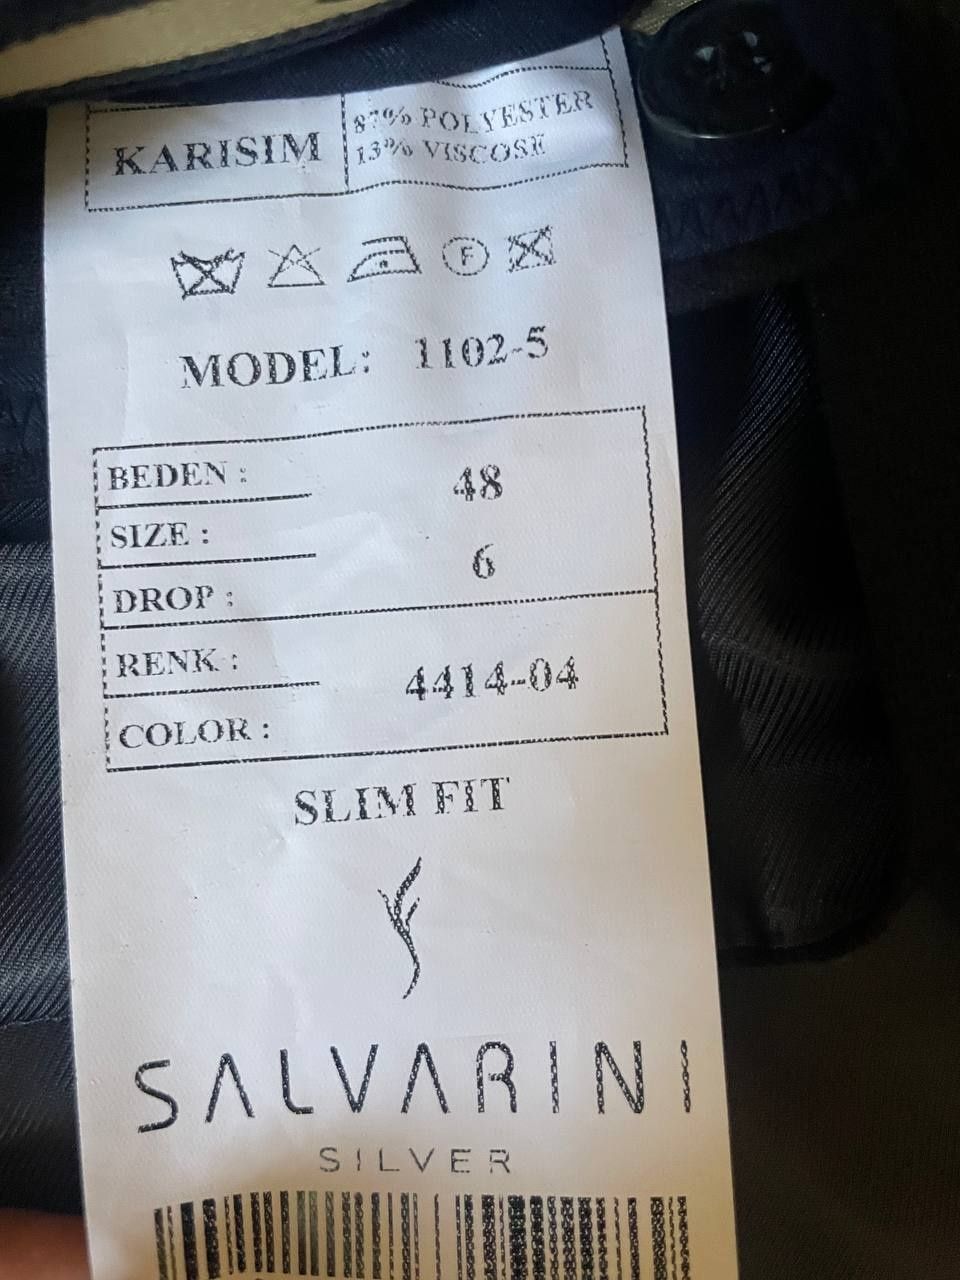 KARISIM
87% POLYESTER
13% VISCOSE
F
MODEL: 1102-5
BEDEN : 48
SIZE :
6
DROP :
RENK :
4414-04
COLOR :
SLIM FIT
SALVARINI
SILVER